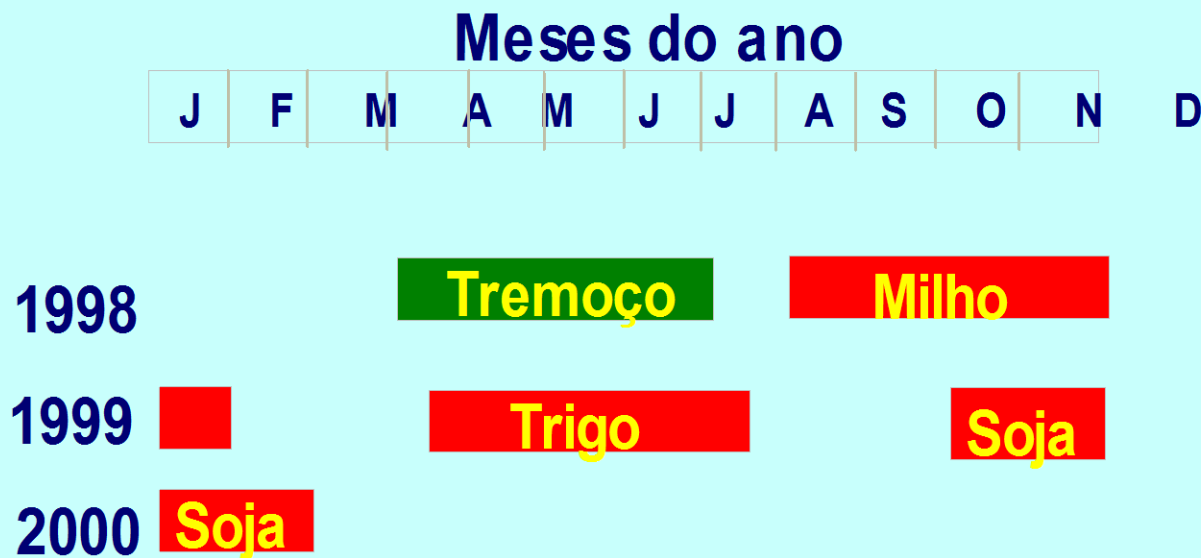 Meses do ano
J F M A M J J A S O N D
1998 Tremoço Milho
1999 Trigo Soja
2000 Soja